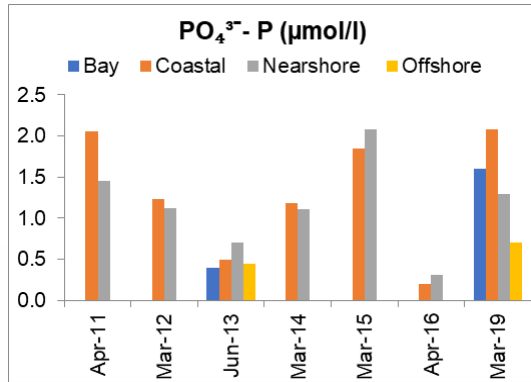 PO₄³⁻- P (µmol/l)
Bay Coastal Nearshore Offshore
2.5
2.0
1.5
1.0
0.5
0.0
Apr-11 Mar-12 Jun-13 Mar-14 Mar-15 Apr-16 Mar-19